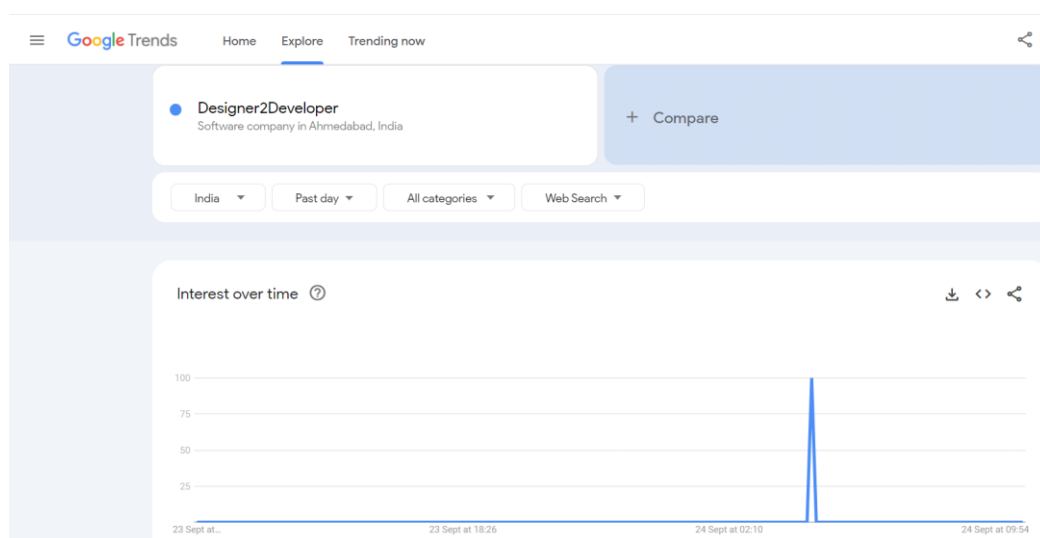 Google Trends Home Explore Trending now
Designer2Developer
Software company in Ahmedabad, India
+ Compare
India Past day All categories Web Search
Interest over time
100
75
50
25
23 Sept at... 23 Sept at 18:26 24 Sept at 02:10 24 Sept at 09:54